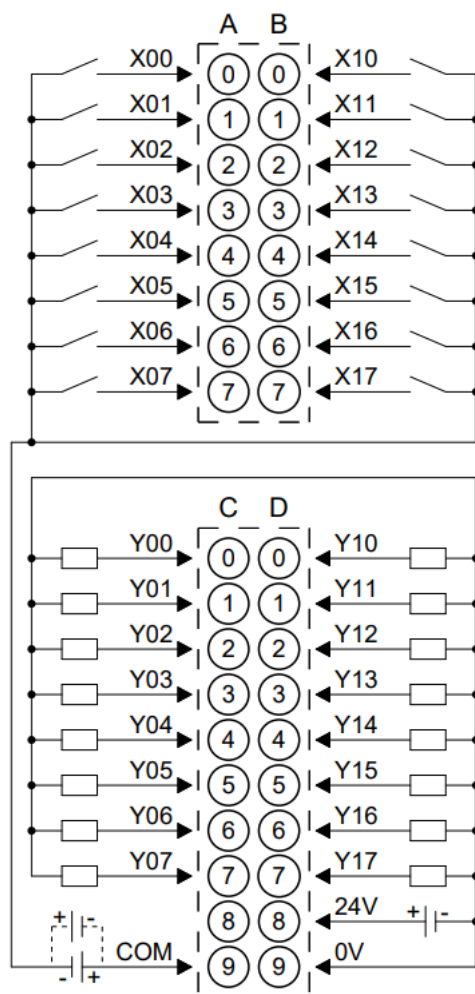 A B
X00 0 0 X10
X01 1 1 X11
X02 2 2 X12
X03 3 3 X13
X04 4 4 X14
X05 5 5 X15
X06 6 6 X16
X07 7 7 X17
C D
Y00 0 0 Y10
Y01 1 1 Y11
Y02 2 2 Y12
Y03 3 3 Y13
Y04 4 4 Y14
Y05 5 5 Y15
Y06 6 6 Y16
Y07 7 7 Y17
+ - 8 8 24V + -
- + COM 9 9 0V